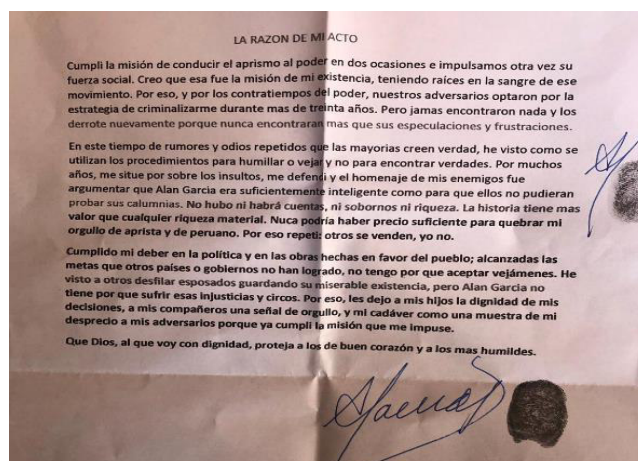 LA RAZON DE MI ACTO
Cumpli la misión de conducir el aprismo al poder en dos ocasiones e impulsamos otra vez su
fuerza social. Creo que esa fue la misión de mi existencia, teniendo raíces en la sangre de ese
movimiento. Por eso, y por los contratiempos del poder, nuestros adversarios optaron por la
estrategia de criminalizarme durante mas de treinta años. Pero jamas encontraron nada y los
derrote nuevamente porque nunca encontraran mas que sus especulaciones y frustraciones.
En este tiempo de rumores y odios repetidos que las mayorias creen verdad, he visto como se
utilizan los procedimientos para humillar o vejar y no para encontrar verdades. Por muchos
años, me situe por sobre los insultos, me defendi y el homenaje de mis enemigos fue
argumentar que Alan Garcia era suficientemente inteligente como para que ellos no pudieran
probar sus calumnias. No hubo ni habrá cuentas, ni sobornos ni riqueza. La historia tiene mas
valor que cualquier riqueza material. Nuca podría haber precio suficiente para quebrar mi
orgullo de aprista y de peruano. Por eso repeti: otros se venden, yo no.
Cumplido mi deber en la política y en las obras hechas en favor del pueblo; alcanzadas las
metas que otros países o gobiernos no han logrado, no tengo por que aceptar vejámenes. He
visto a otros desfilar esposados guardando su miserable existencia, pero Alan Garcia no
tiene por que sufrir esas injusticias y circos. Por eso, les dejo a mis hijos la dignidad de mis
decisiones, a mis compañeros una señal de orgullo, y mi cadáver como una muestra de mi
desprecio a mis adversarios porque ya cumpli la misión que me impuse.
Que Dios, al que voy con dignidad, proteja a los de buen corazón y a los mas humildes.